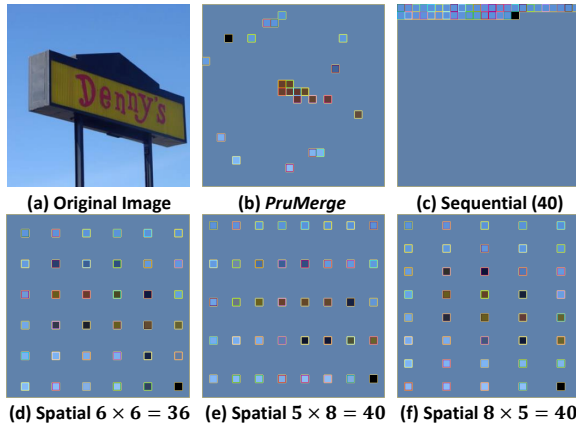 Denny's
(a) Original Image
(b) PruMerge
(c) Sequential (40)
(d) Spatial 6 × 6 = 36
(e) Spatial 5 × 8 = 40
(f) Spatial 8 × 5 = 40